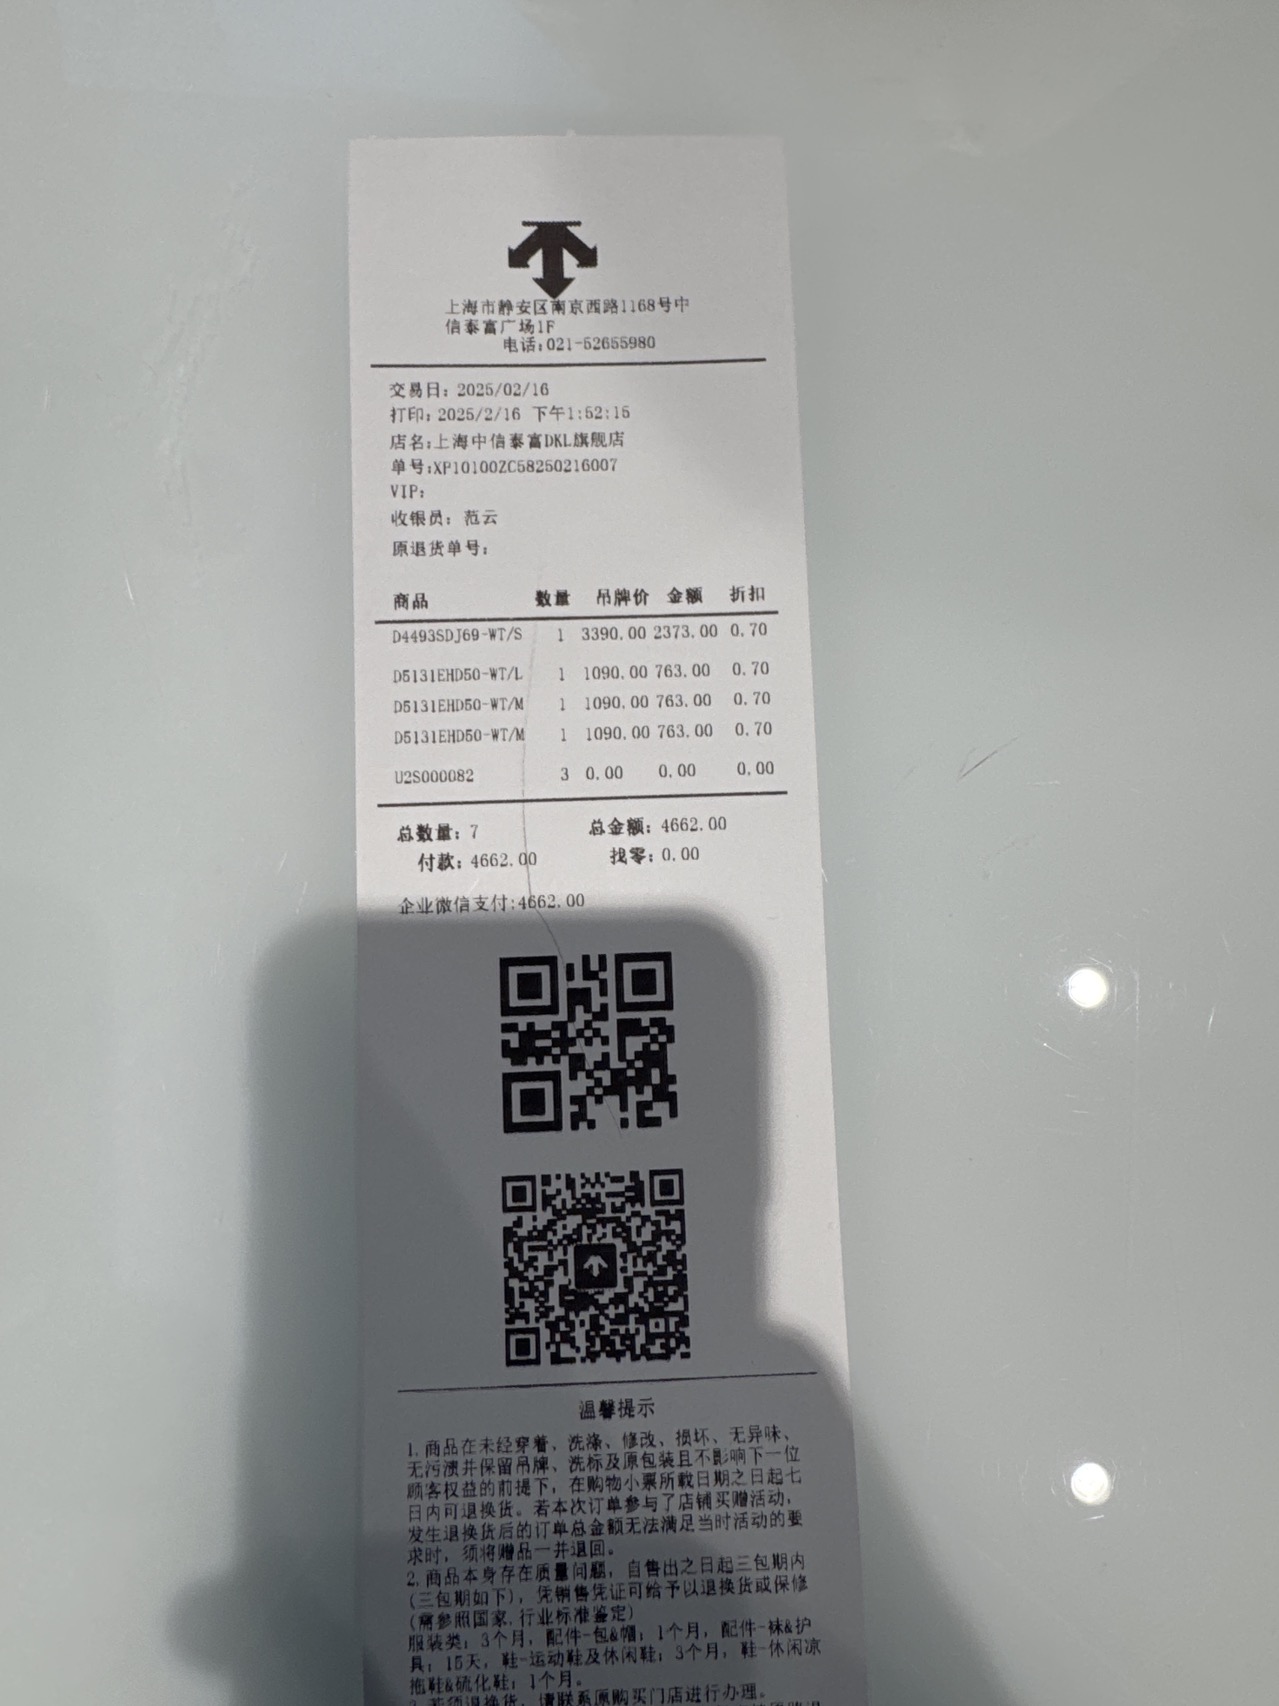 上海市静安区南京西路1168号中
信泰富广场1F
电话:021-52655980
交易日: 2025/02/16
打印: 2025/2/16 下午1:52:15
店名:上海中信泰富DKL旗舰店
单号:XP10100ZC58250216007
VIP:
收银员: 范云
原退货单号:
商品 数量 吊牌价 金额 折扣
D4493SDJ69-WT/S 1 3390.00 2373.00 0.70
D5131EHD50-WT/L 1 1090.00 763.00 0.70
D5131EHD50-WT/M 1 1090.00 763.00 0.70
D5131EHD50-WT/M 1 1090.00 763.00 0.70
U2S000082 3 0.00 0.00 0.00
总数量: 7 总金额: 4662.00
付款: 4662.00 找零: 0.00
企业微信支付:4662.00
温馨提示
1.商品在未经穿着、洗涤、修改、损坏、无异味、
无污渍并保留吊牌、洗标及原包装且不影响下一位
顾客权益的前提下，在购物小票所载日期之日起七
日内可退换货。若本次订单参与了店铺买赠活动，
发生退换货后的订单总金额无法满足当时活动的要
求时，须将赠品一并退回。
2.商品本身存在质量问题，自售出之日起三包期内
(三包期如下)，凭销售凭证可给予以退换货或保修
(需参照国家.行业标准鉴定)
服装类：3个月，配件-包&帽：1个月，配件-袜&护
具：15天，鞋-运动鞋及休闲鞋：3个月，鞋-休闲凉
拖鞋&硫化鞋：1个月。
3.若须退换货，请联系原购买门店进行办理。